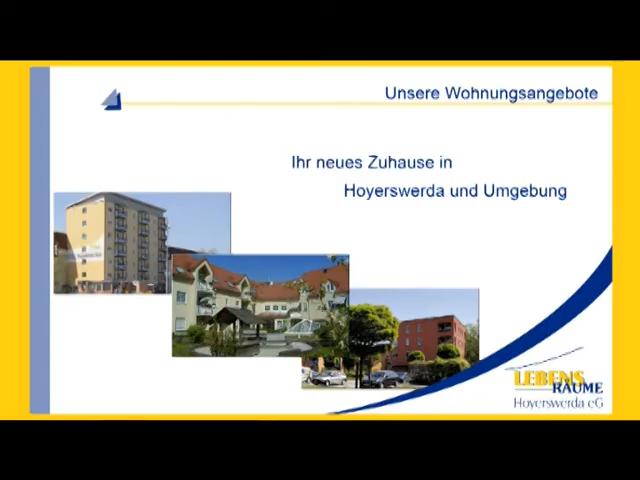 Unsere Wohnungsangebote
Ihr neues Zuhause in
Hoyerswerda und Umgebung
LEBENS
RÄUME
Hoyerswerda eG